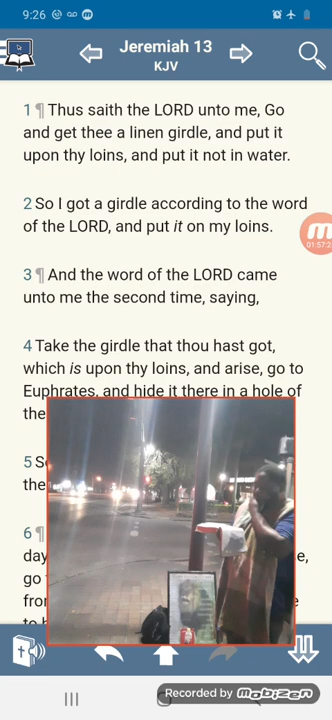 9:26
Jeremiah 13
KJV
1 ¶ Thus saith the LORD unto me, Go
and get thee a linen girdle, and put it
upon thy loins, and put it not in water.
2 So I got a girdle according to the word
of the LORD, and put it on my loins.
01:57:2
3 ¶ And the word of the LORD came
unto me the second time, saying,
4 Take the girdle that thou hast got,
which is upon thy loins, and arise, go to
Euphrates, and hide it there in a hole of
the
5 So
the
6 ¶
day
e,
go
from
e
to
Recorded by mobizen